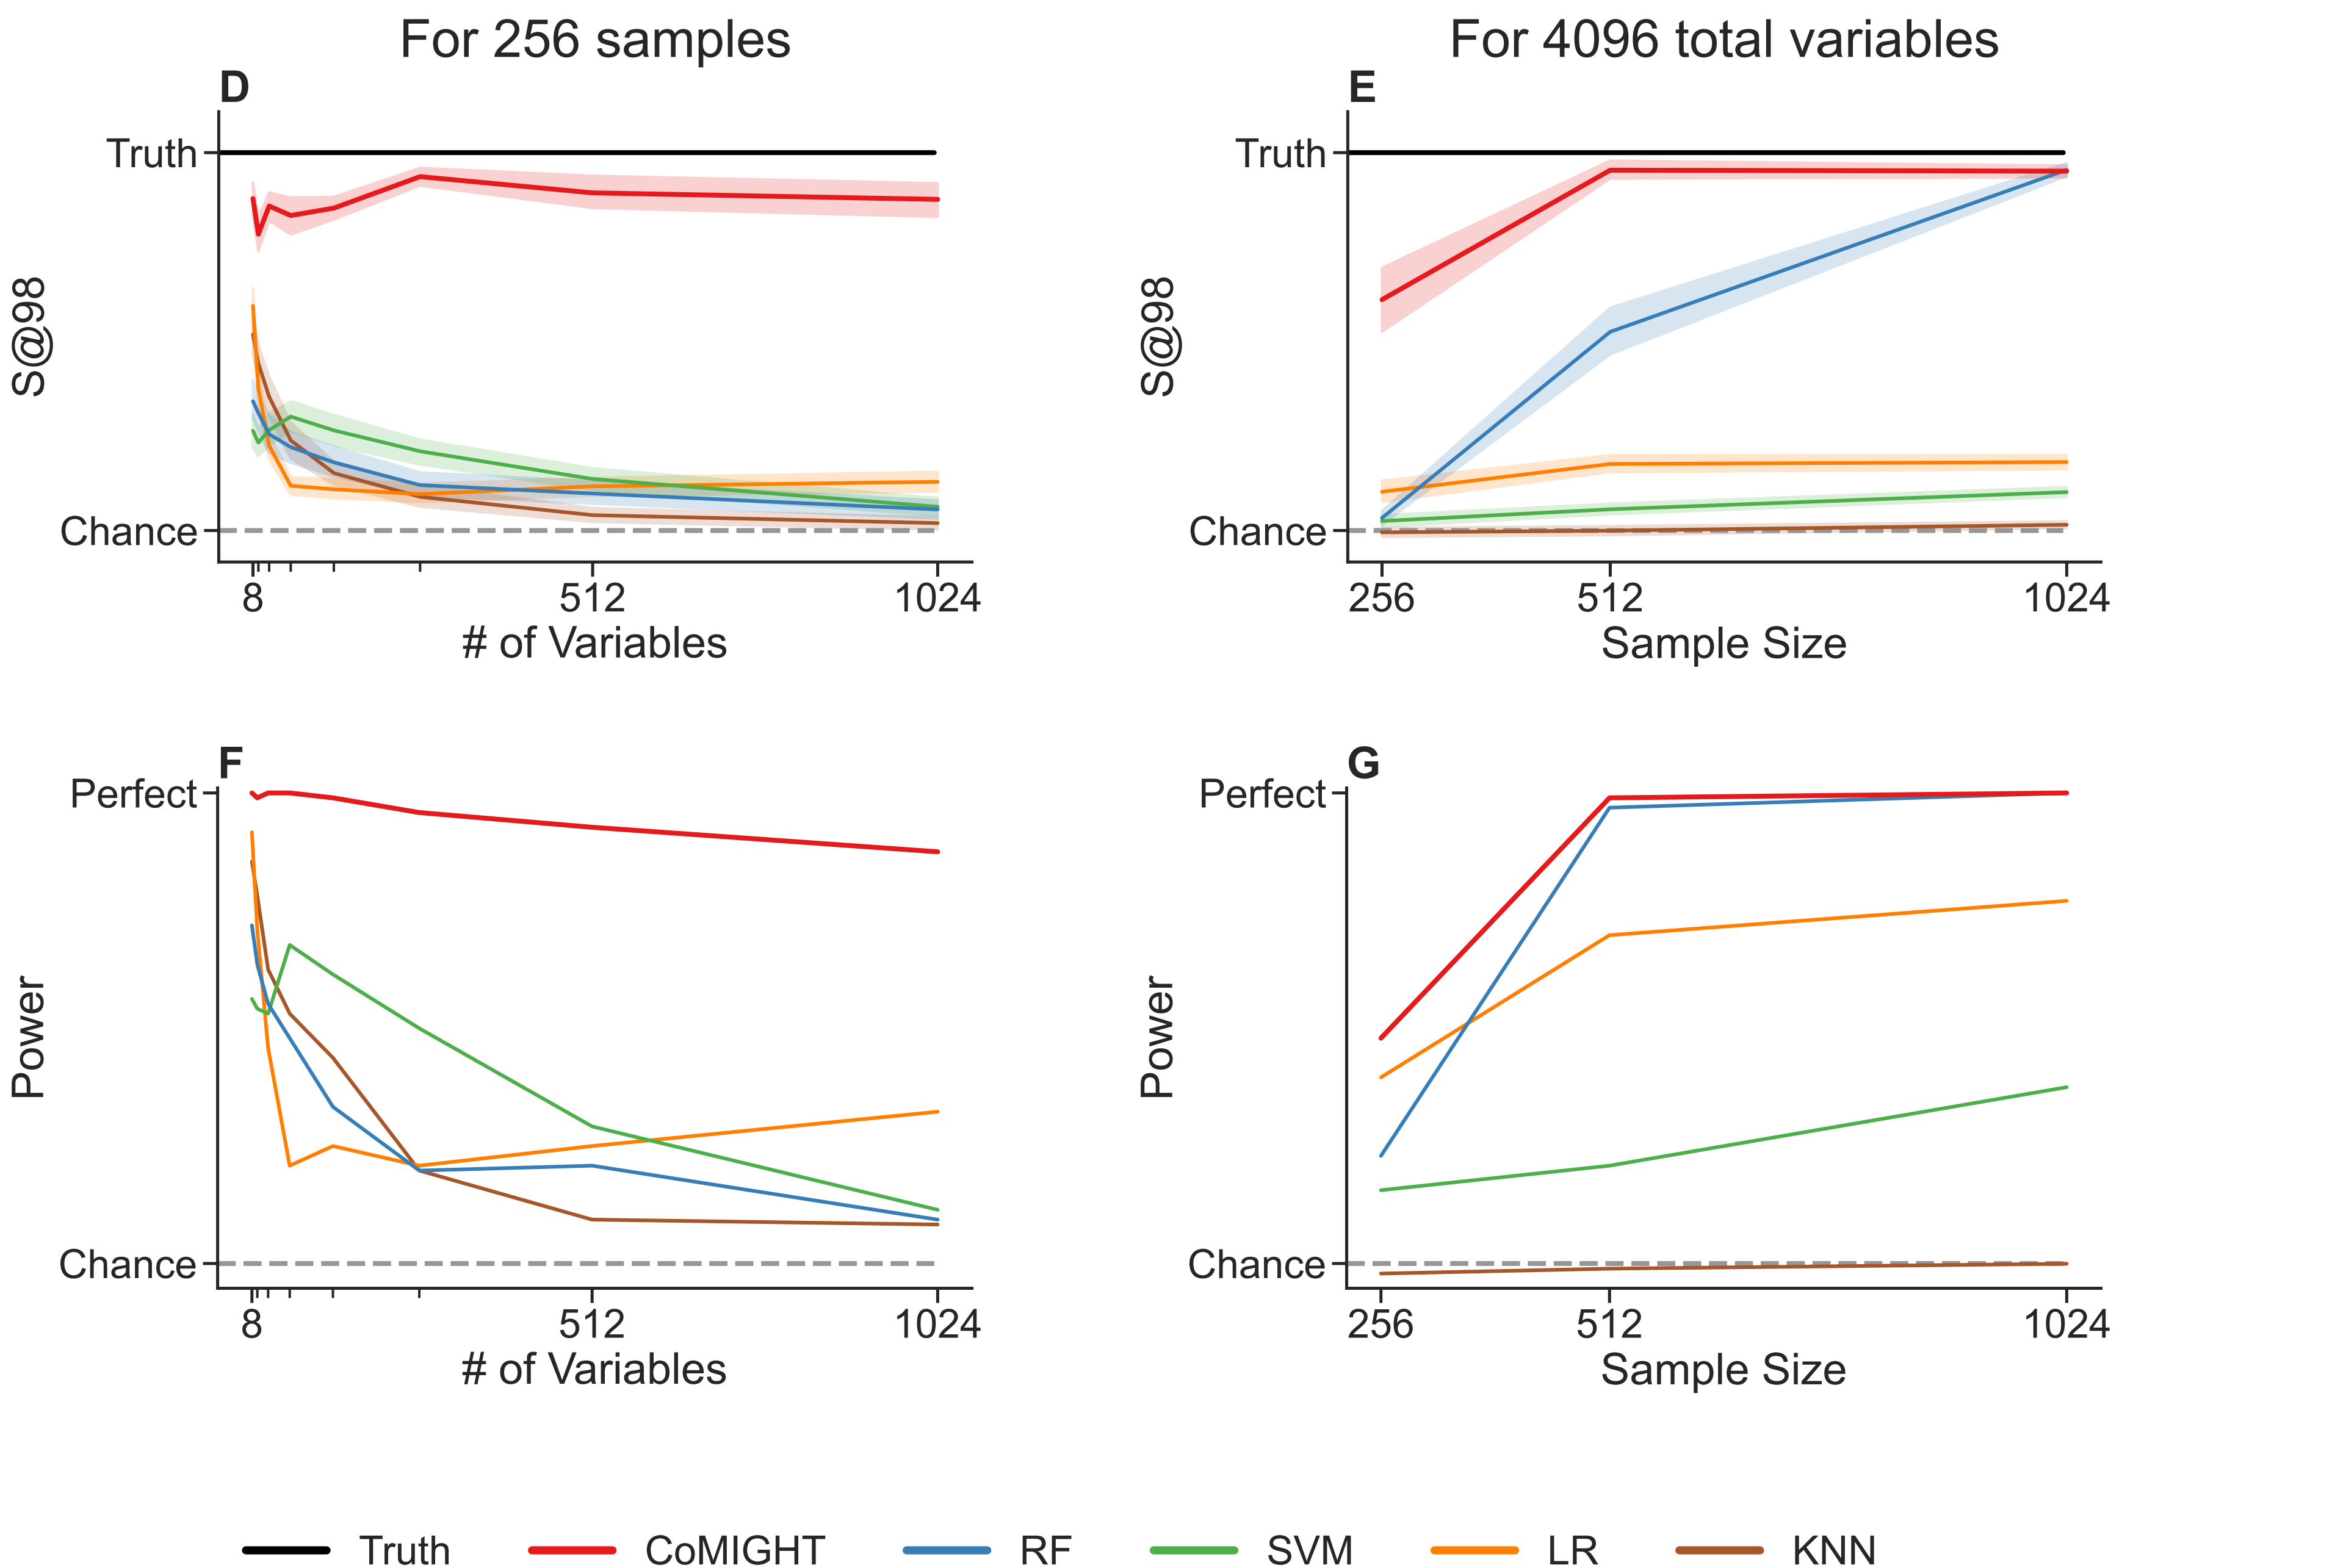 For 256 samples
For 4096 total variables
D
Truth
S@98
Chance
8 512 1024
# of Variables
E
Truth
S@98
Chance
256 512 1024
Sample Size
F
Perfect
Power
Chance
8 512 1024
# of Variables
G
Perfect
Power
Chance
256 512 1024
Sample Size
Truth CoMIGHT RF SVM LR KNN